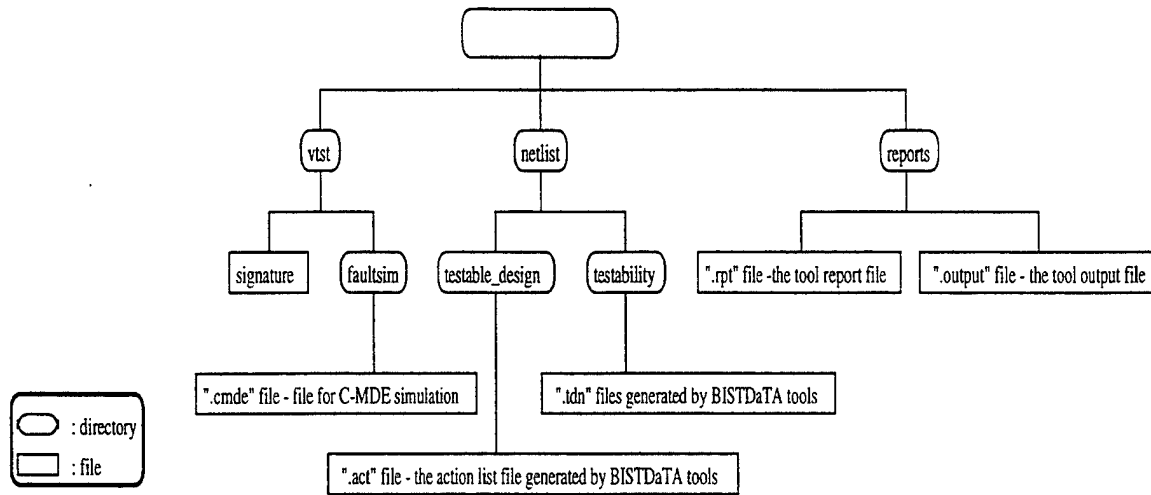 vtst
netlist
reports
signature
faultsim
testable_design
testability
".rpt" file -the tool report file
".output" file - the tool output file
".cmde" file - file for C-MDE simulation
".tdn" files generated by BISTDaTA tools
: directory
: file
".act" file - the action list file generated by BISTDaTA tools